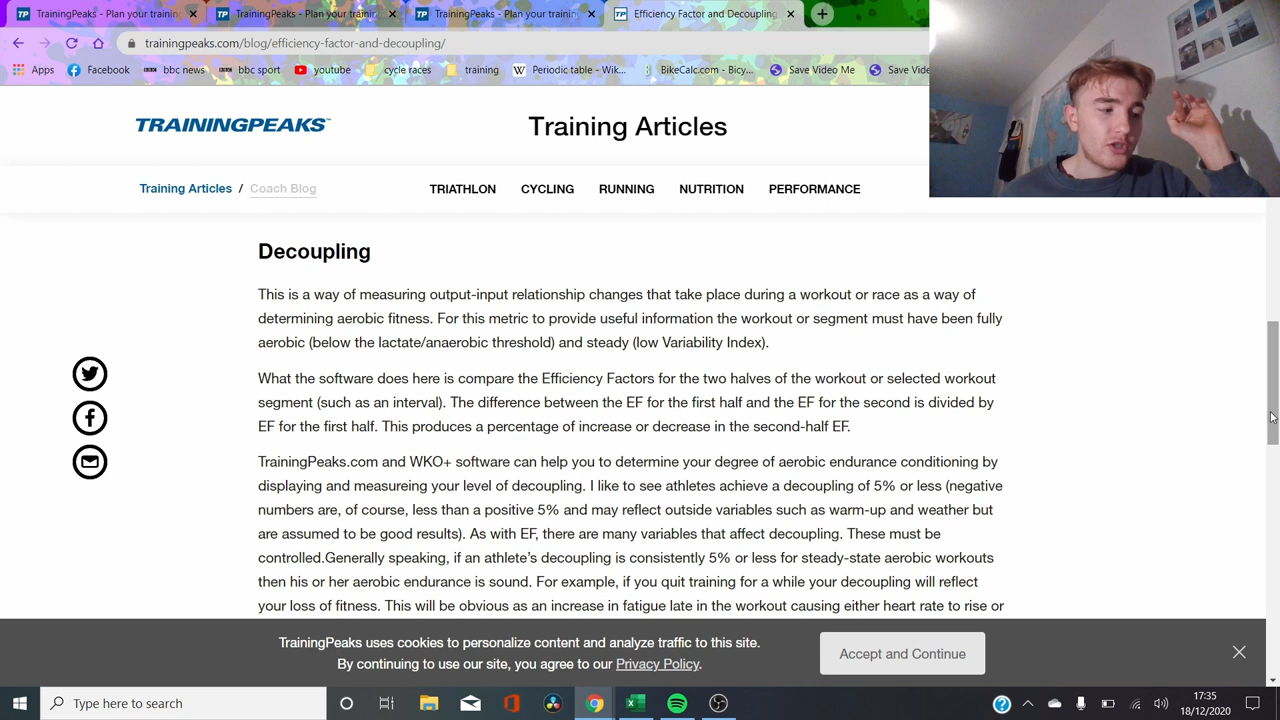 TrainingPeaks - Plan your training
TrainingPeaks - Plan your trainin
TrainingPeaks - Plan your trainin
Efficiency Factor and Decoupling
trainingpeaks.com/blog/efficiency-factor-and-decoupling/
Apps Facebook bbc news bbc sport youtube cycle races training Periodic table - Wik... BikeCalc.com - Bicy... Save Video Me Save Vide
TRAININGPEAKS
Training Articles
Training Articles / Coach Blog
TRIATHLON CYCLING RUNNING NUTRITION PERFORMANCE
Decoupling
This is a way of measuring output-input relationship changes that take place during a workout or race as a way of
determining aerobic fitness. For this metric to provide useful information the workout or segment must have been fully
aerobic (below the lactate/anaerobic threshold) and steady (low Variability Index).
What the software does here is compare the Efficiency Factors for the two halves of the workout or selected workout
segment (such as an interval). The difference between the EF for the first half and the EF for the second is divided by
EF for the first half. This produces a percentage of increase or decrease in the second-half EF.
TrainingPeaks.com and WKO+ software can help you to determine your degree of aerobic endurance conditioning by
displaying and measureing your level of decoupling. I like to see athletes achieve a decoupling of 5% or less (negative
numbers are, of course, less than a positive 5% and may reflect outside variables such as warm-up and weather but
are assumed to be good results). As with EF, there are many variables that affect decoupling. These must be
controlled.Generally speaking, if an athlete's decoupling is consistently 5% or less for steady-state aerobic workouts
then his or her aerobic endurance is sound. For example, if you quit training for a while your decoupling will reflect
your loss of fitness. This will be obvious as an increase in fatigue late in the workout causing either heart rate to rise or
TrainingPeaks uses cookies to personalize content and analyze traffic to this site.
By continuing to use our site, you agree to our Privacy Policy.
Accept and Continue
Type here to search
17:35
18/12/2020